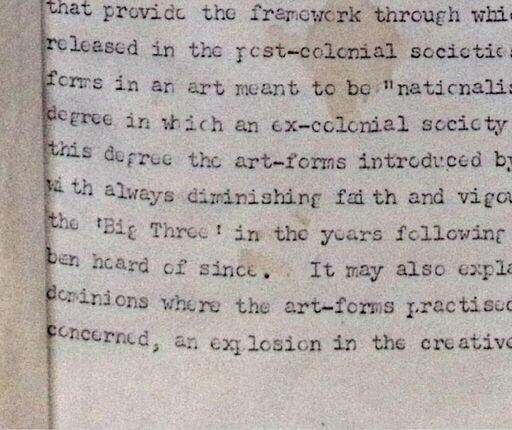 that provide the framework through whi
released in the post-colonial societies
forms in an art meant to be "nationalis
degree in which an ex-colonial society
this degree the art-forms introduced by
with always diminishing faith and vigou
the 'Big Three' in the years following
ben heard of since. It may also expla
dominions where the art-forms practised
concerned, an explosion in the creative